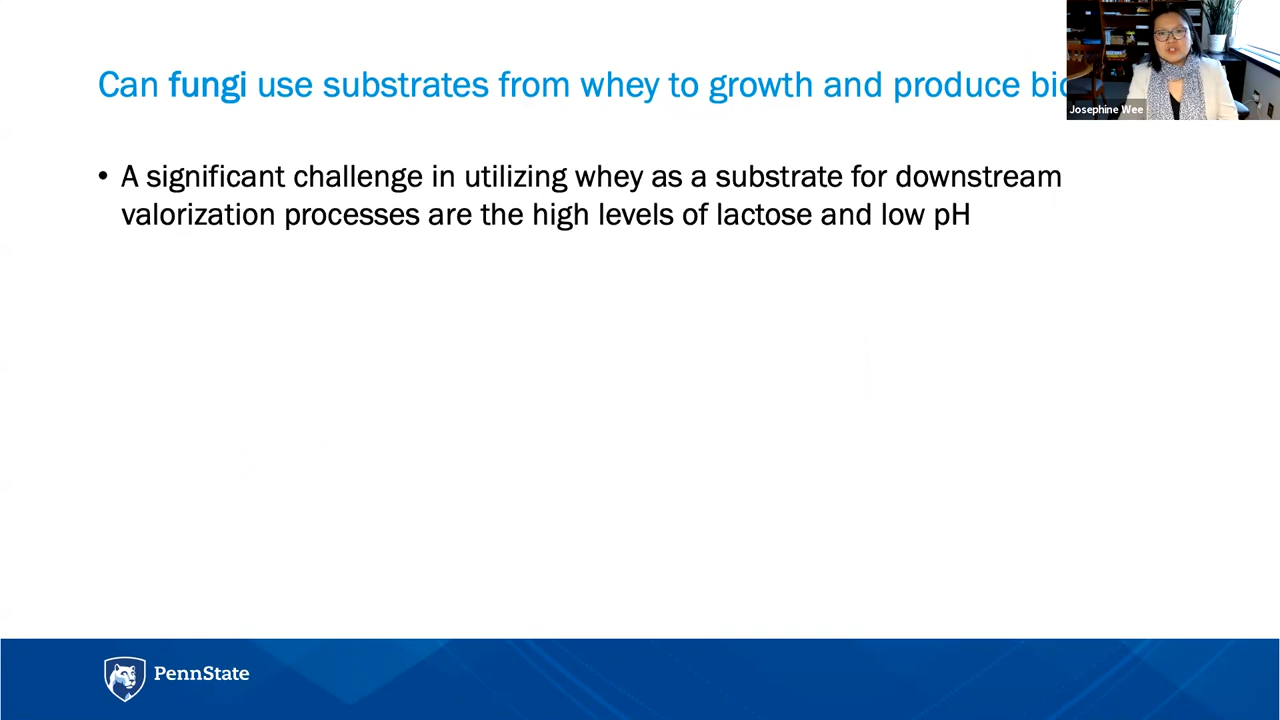 Can fungi use substrates from whey to growth and produce
Josephine Wee
• A significant challenge in utilizing whey as a substrate for downstream
valorization processes are the high levels of lactose and low pH
PennState